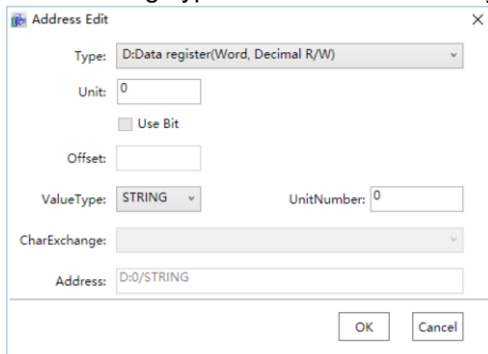 Address Edit
Type: D:Data register(Word, Decimal R/W)
Unit: 0
Use Bit
Offset:
ValueType: STRING UnitNumber: 0
CharExchange:
Address: D:0/STRING
OK Cancel